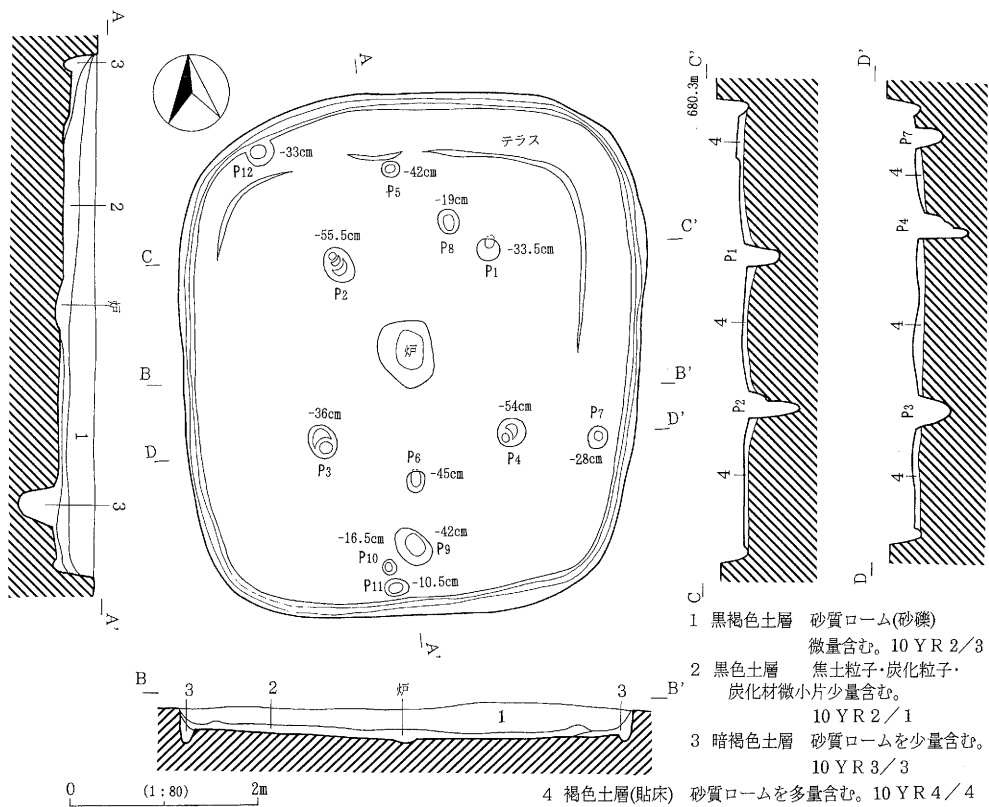 A
3
2
炉
1
3
A'
A
テラス
-33cm
P12
-42cm
P5
-19cm
P8
-33.5cm
P1
-55.5cm
P2
C
C'
炉
B
B'
-36cm
P3
-54cm
P4
P7
-28cm
D
D'
P6
-45cm
-16.5cm
-42cm
P9
P10
P11
-10.5cm
A'
C'
680.3m
4
P1
4
P2
4
C
D'
P7
4
P4
4
P3
4
D
B
3
2
炉
1
3
B'
0
(1:80)
2m
1 黒褐色土層 砂質ローム(砂礫)
微量含む。10YR2/3
2 黒色土層 焦土粒子・炭化粒子・
炭化材微小片少量含む。
10YR2/1
3 暗褐色土層 砂質ロームを少量含む。
10YR3/3
4 褐色土層(貼床) 砂質ロームを多量含む。10YR4/4